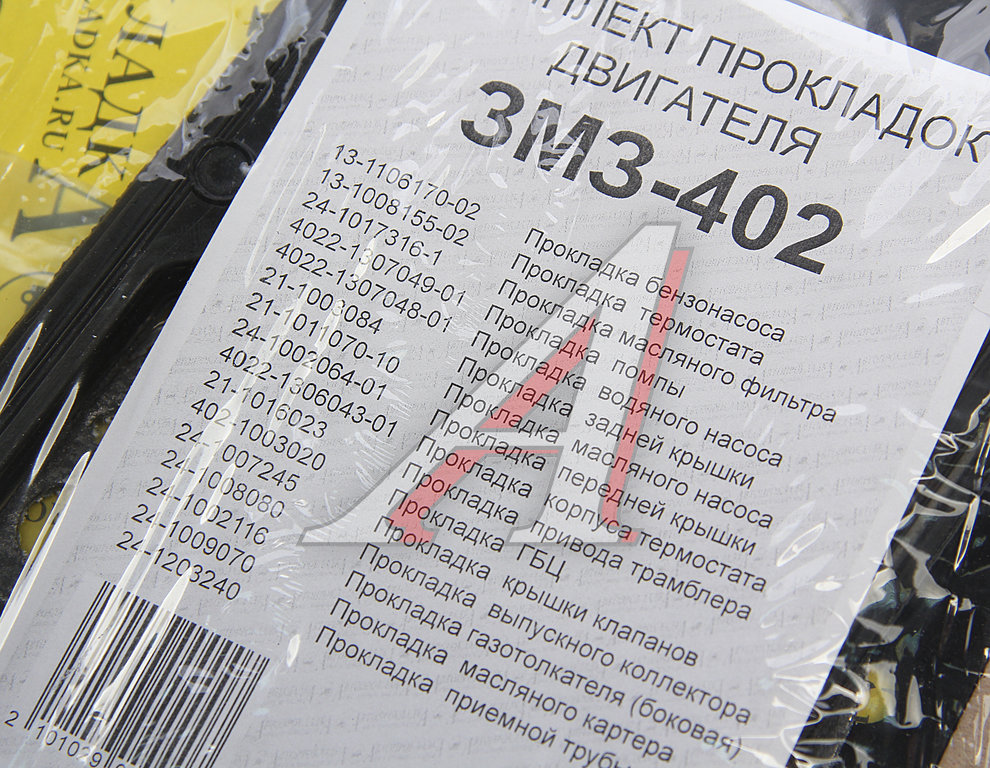 ПЛЕКТ ПРОКЛАДОК
ДВИГАТЕЛЯ
ЗМЗ-402
13-1106170-02 Прокладка бензонасоса
13-1008155-02 Прокладка термостата
24-1017316-1 Прокладка масляного фильтра
4022-1307049-01 Прокладка помпы
4022-1307048-01 Прокладка водяного насоса
21-1003084 Прокладка задней крышки
21-1011070-10 Прокладка масляного насоса
24-1002064-01 Прокладка передней крышки
4022-1306043-01 Прокладка корпуса термостата
21-1016023 Прокладка привода трамблера
402-1003020 Прокладка ГБЦ
24-1007245 Прокладка крышки клапанов
24-1008080 Прокладка выпускного коллектора
24-1002116 Прокладка газотолкателя (боковая)
24-1009070 Прокладка масляного картера
24-1203240 Прокладка приемной трубы
ЛАДК
ADKA.RU
А
А